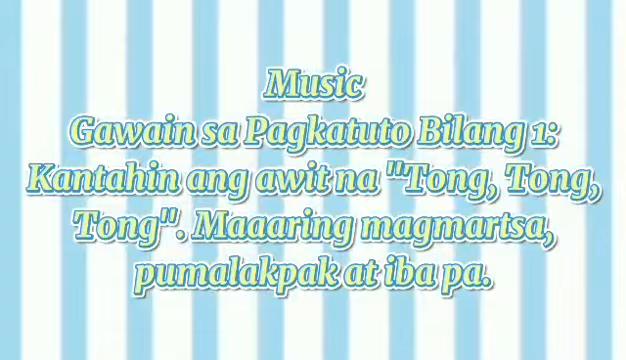 Music
Gawain sa Pagkatuto Bilang 1:
Kantahin ang awit na "Tong, Tong,
Tong". Maaaring magmartsa,
pumalakpak at iba pa.